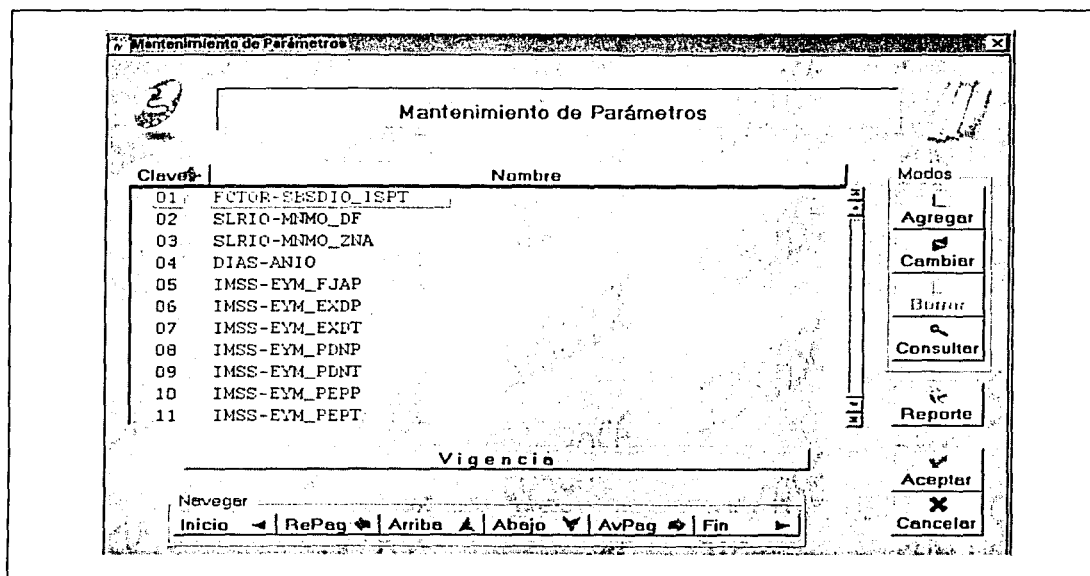 Mantenimiento de Parámetros
Mantenimiento de Parámetros
Clave Nombre
01 FCTOR-SBSDIO_ISPT
02 SLRIO-MNMO_DF
03 SLRIO-MNMO_ZNA
04 DIAS-ANIO
05 IMSS-EYM_FJAP
06 IMSS-EYM_EXDP
07 IMSS-EYM_EXDT
08 IMSS-EYM_PDNP
09 IMSS-EYM_PDNT
10 IMSS-EYM_PEPP
11 IMSS-EYM_PEPT
Vigencia
Navegar
Inicio RePag Arriba Abajo AvPag Fin
Modos
Agregar
Cambiar
Borrar
Consultar
Reporte
Aceptar
Cancelar